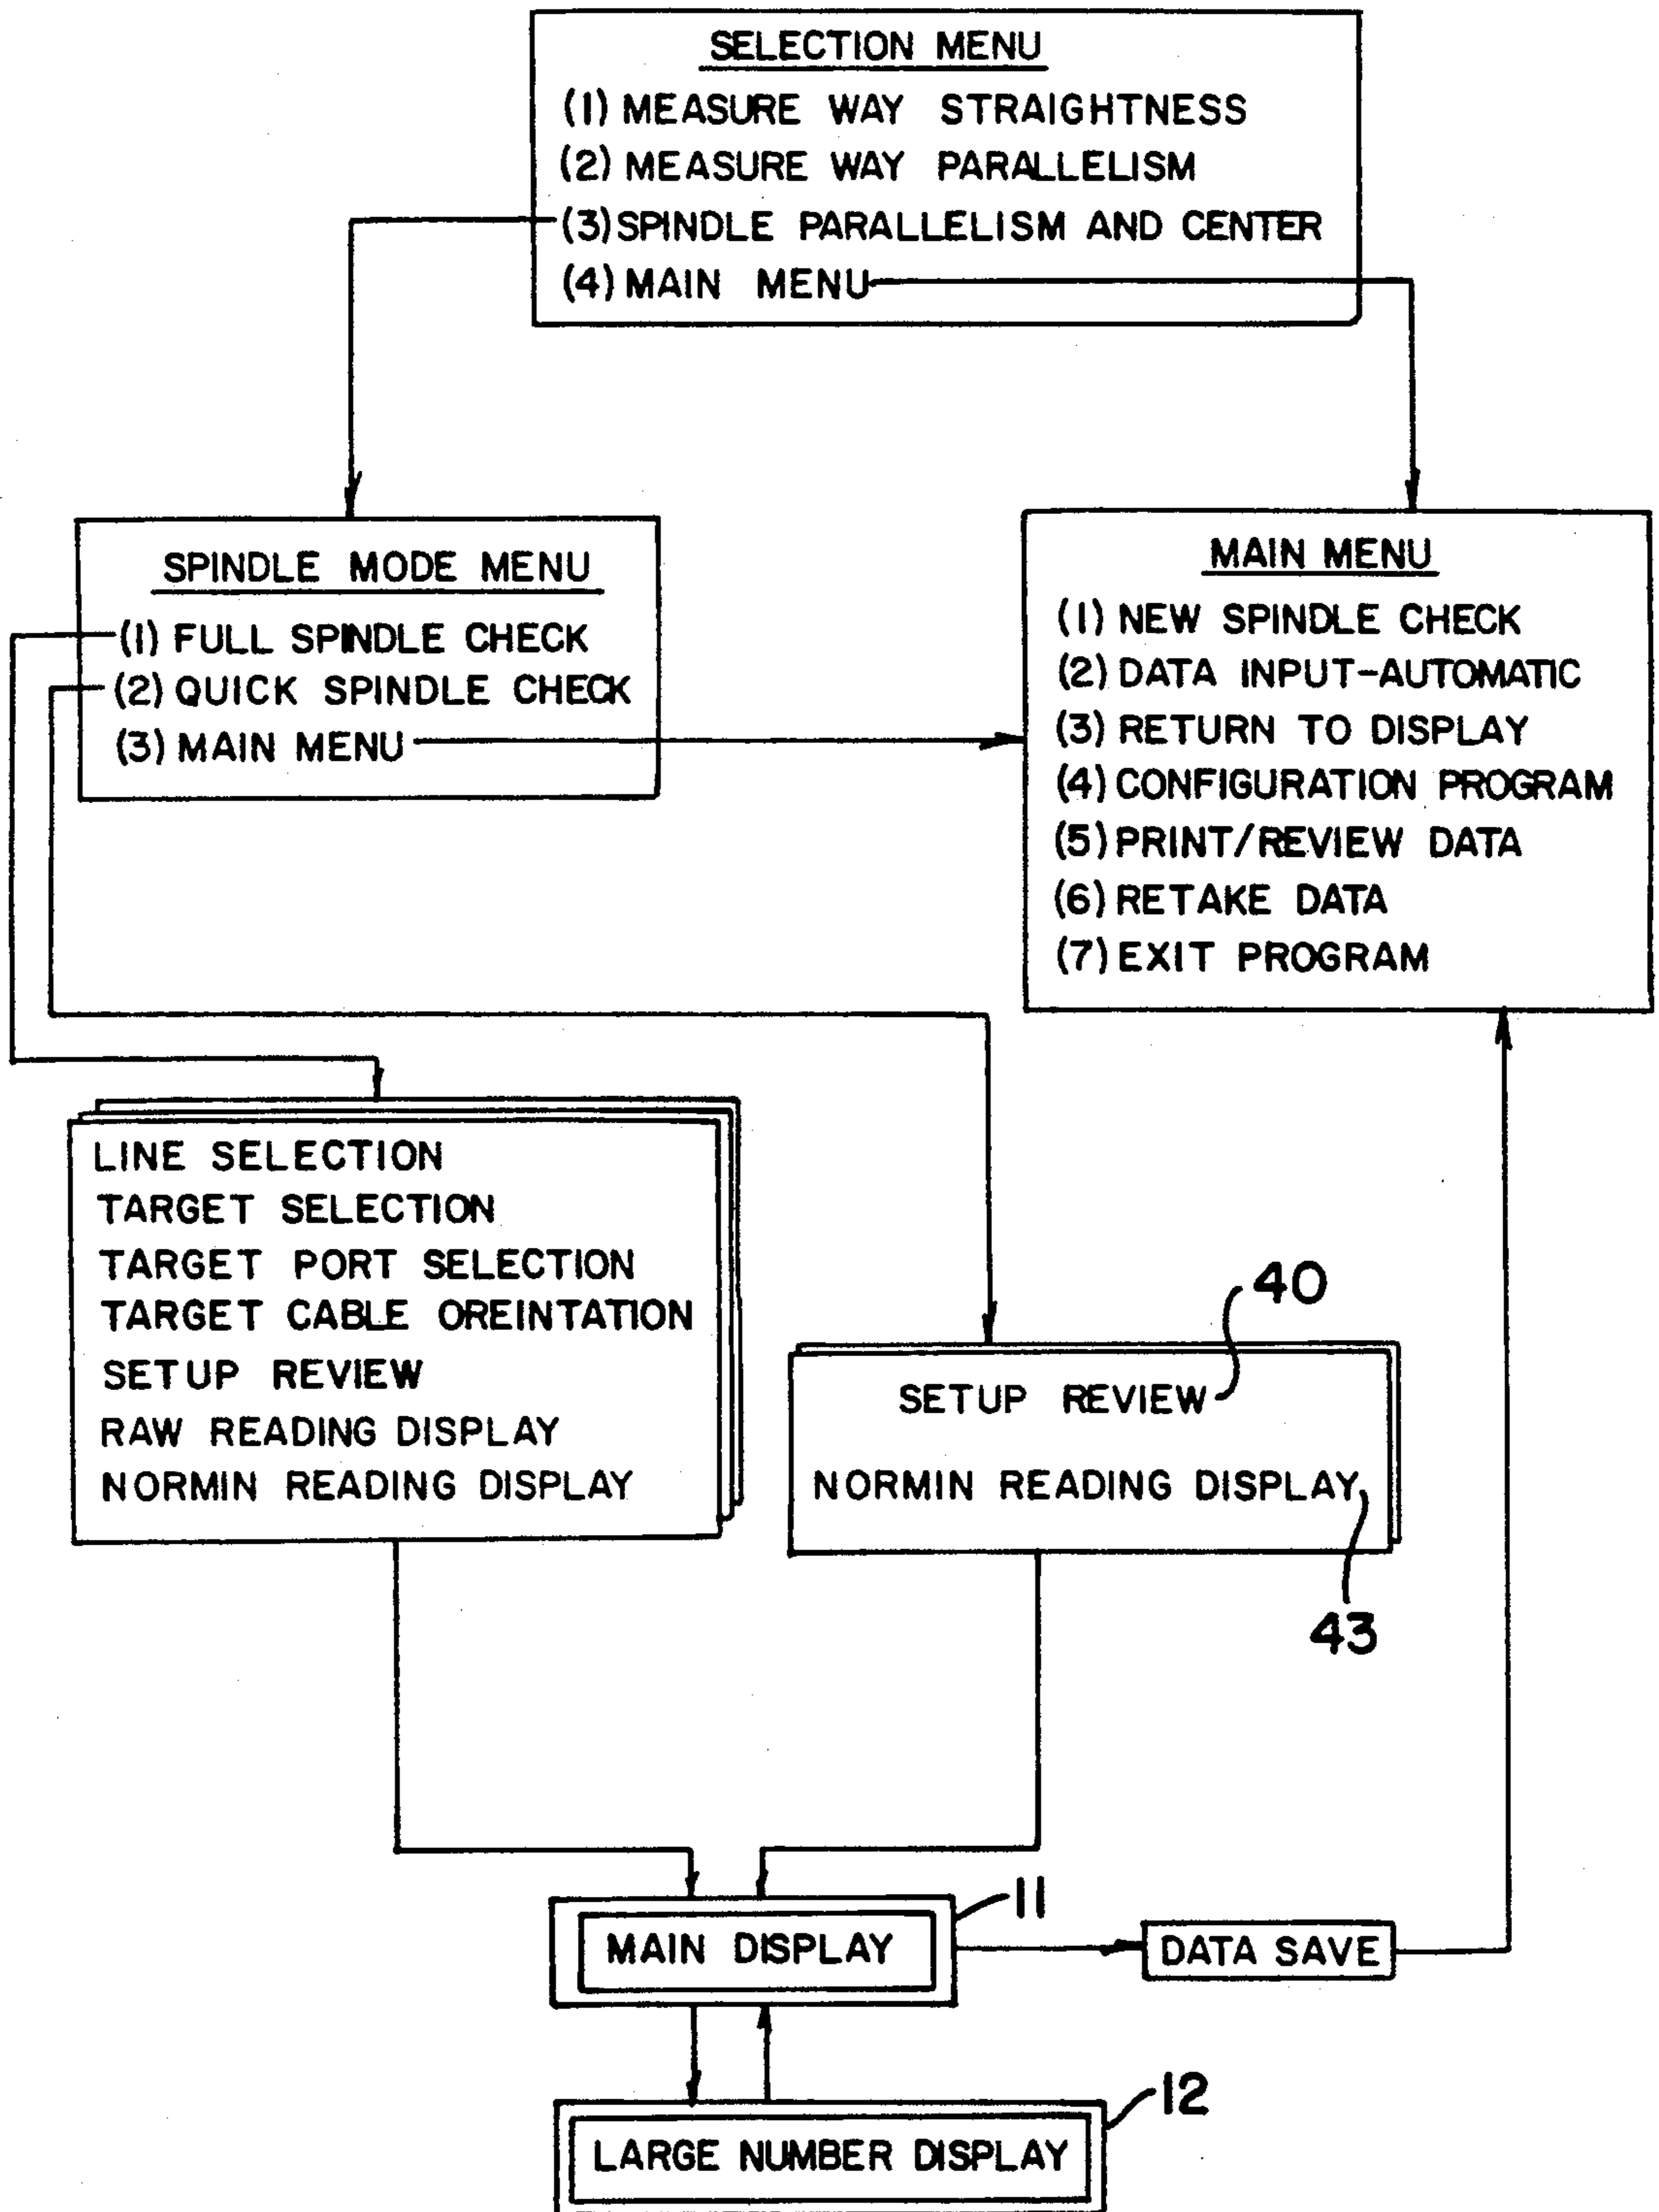 SELECTION MENU
(1) MEASURE WAY STRAIGHTNESS
(2) MEASURE WAY PARALLELISM
(3) SPINDLE PARALLELISM AND CENTER
(4) MAIN MENU
SPINDLE MODE MENU
(1) FULL SPINDLE CHECK
(2) QUICK SPINDLE CHECK
(3) MAIN MENU
MAIN MENU
(1) NEW SPINDLE CHECK
(2) DATA INPUT-AUTOMATIC
(3) RETURN TO DISPLAY
(4) CONFIGURATION PROGRAM
(5) PRINT/REVIEW DATA
(6) RETAKE DATA
(7) EXIT PROGRAM
LINE SELECTION
TARGET SELECTION
TARGET PORT SELECTION
TARGET CABLE OREINTATION
SETUP REVIEW
RAW READING DISPLAY
NORMIN READING DISPLAY
40
SETUP REVIEW
NORMIN READING DISPLAY
43
11
MAIN DISPLAY
DATA SAVE
12
LARGE NUMBER DISPLAY